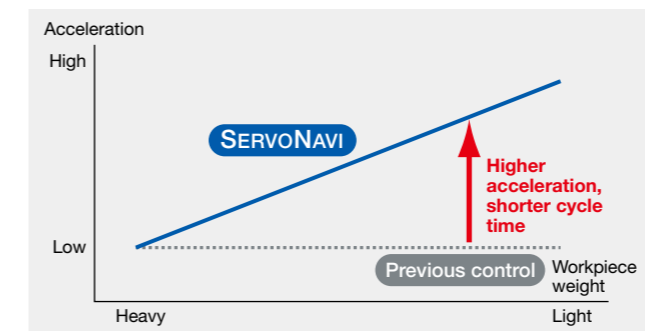 Acceleration
High
SERVONAVI
Higher
acceleration,
shorter cycle
time
Low
Previous control
Workpiece
weight
Heavy
Light